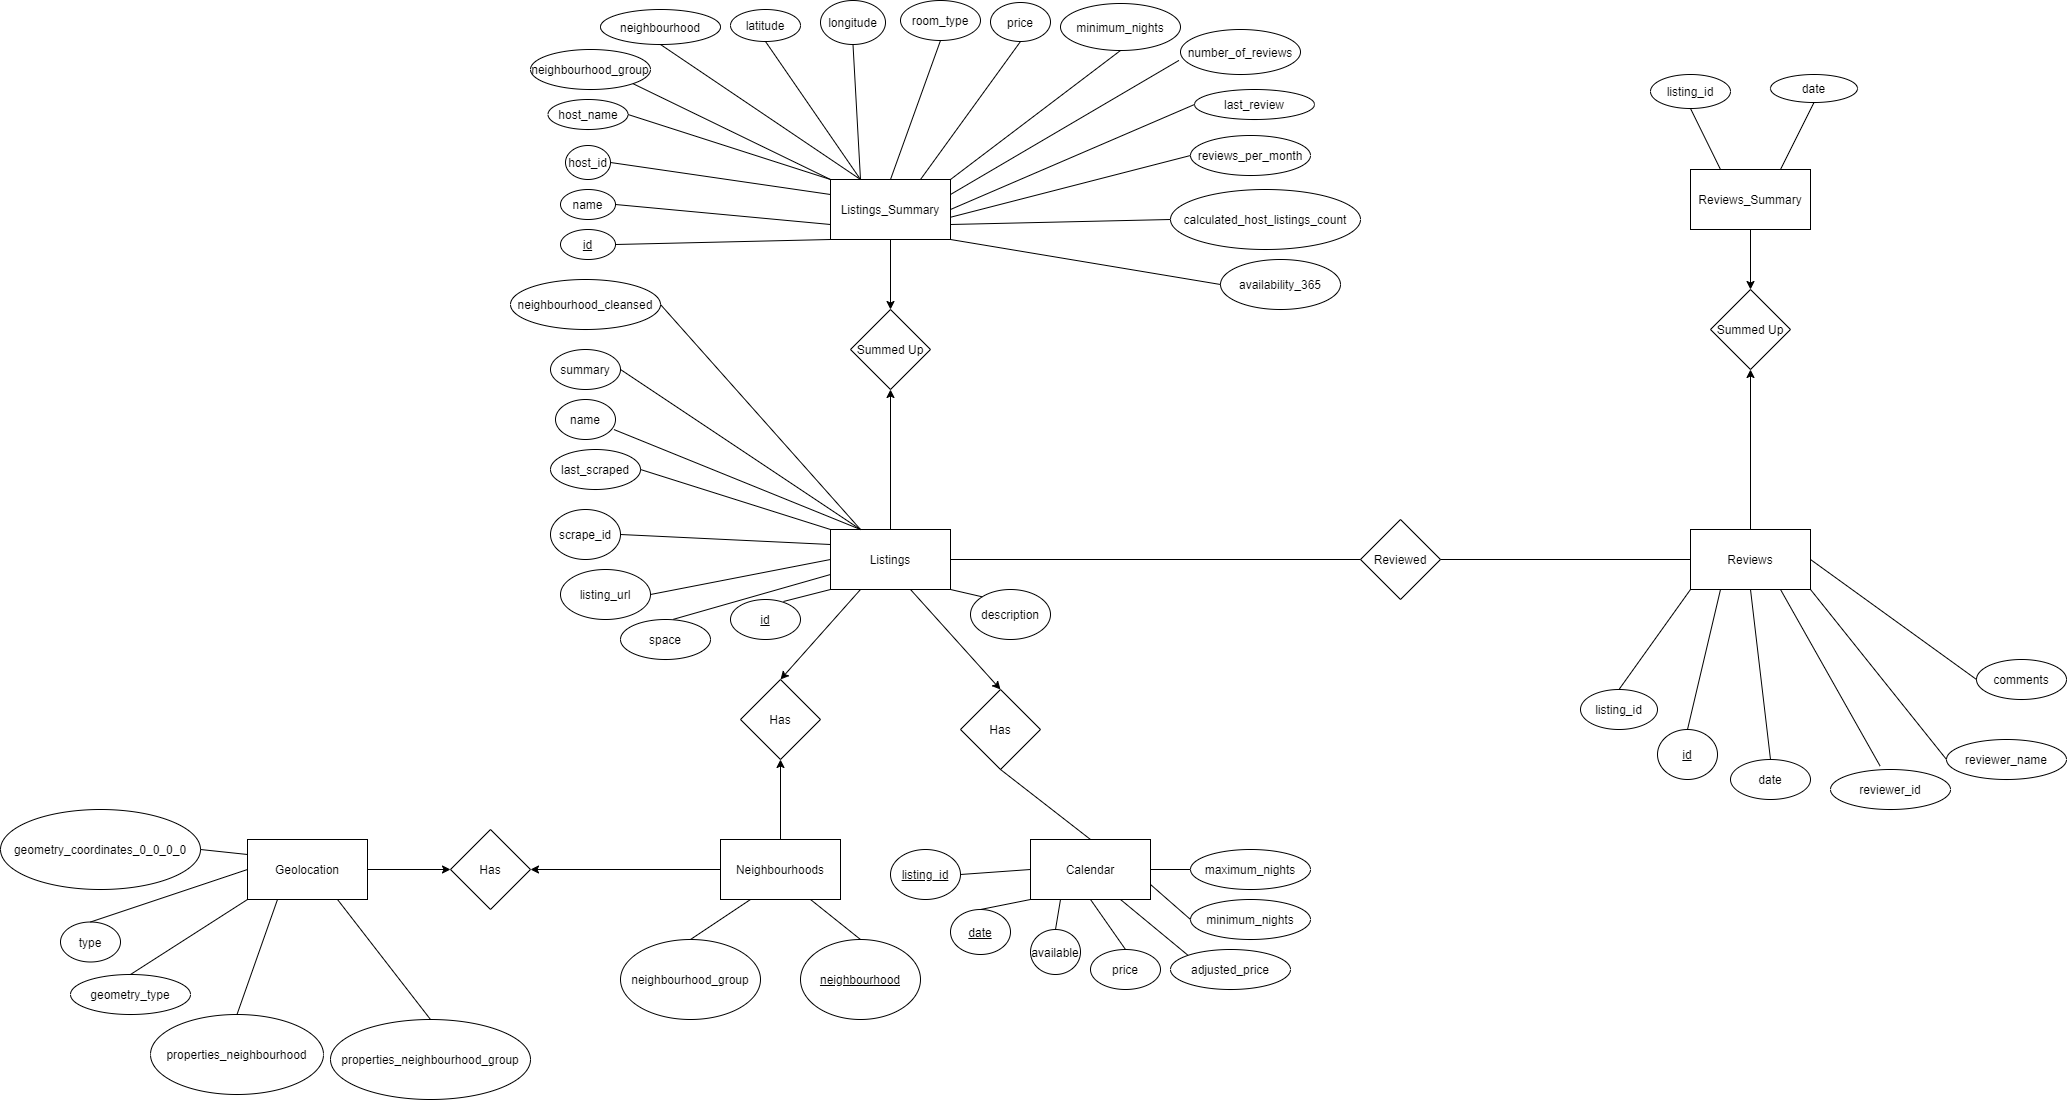 neighbourhood
latitude
longitude
room_type
price
minimum_nights
number_of_reviews
neighbourhood_group
last_review
host_name
reviews_per_month
host_id
name
id
Listings_Summary
calculated_host_listings_count
availability_365
listing_id
date
Reviews_Summary
Summed Up
Summed Up
neighbourhood_cleansed
summary
name
last_scraped
scrape_id
listing_url
space
id
Listings
description
Reviewed
Reviews
listing_id
id
date
reviewer_id
reviewer_name
comments
Has
Has
geometry_coordinates_0_0_0_0
Geolocation
Has
Neighbourhoods
type
geometry_type
properties_neighbourhood
properties_neighbourhood_group
neighbourhood_group
neighbourhood
listing_id
Calendar
maximum_nights
minimum_nights
date
available
price
adjusted_price